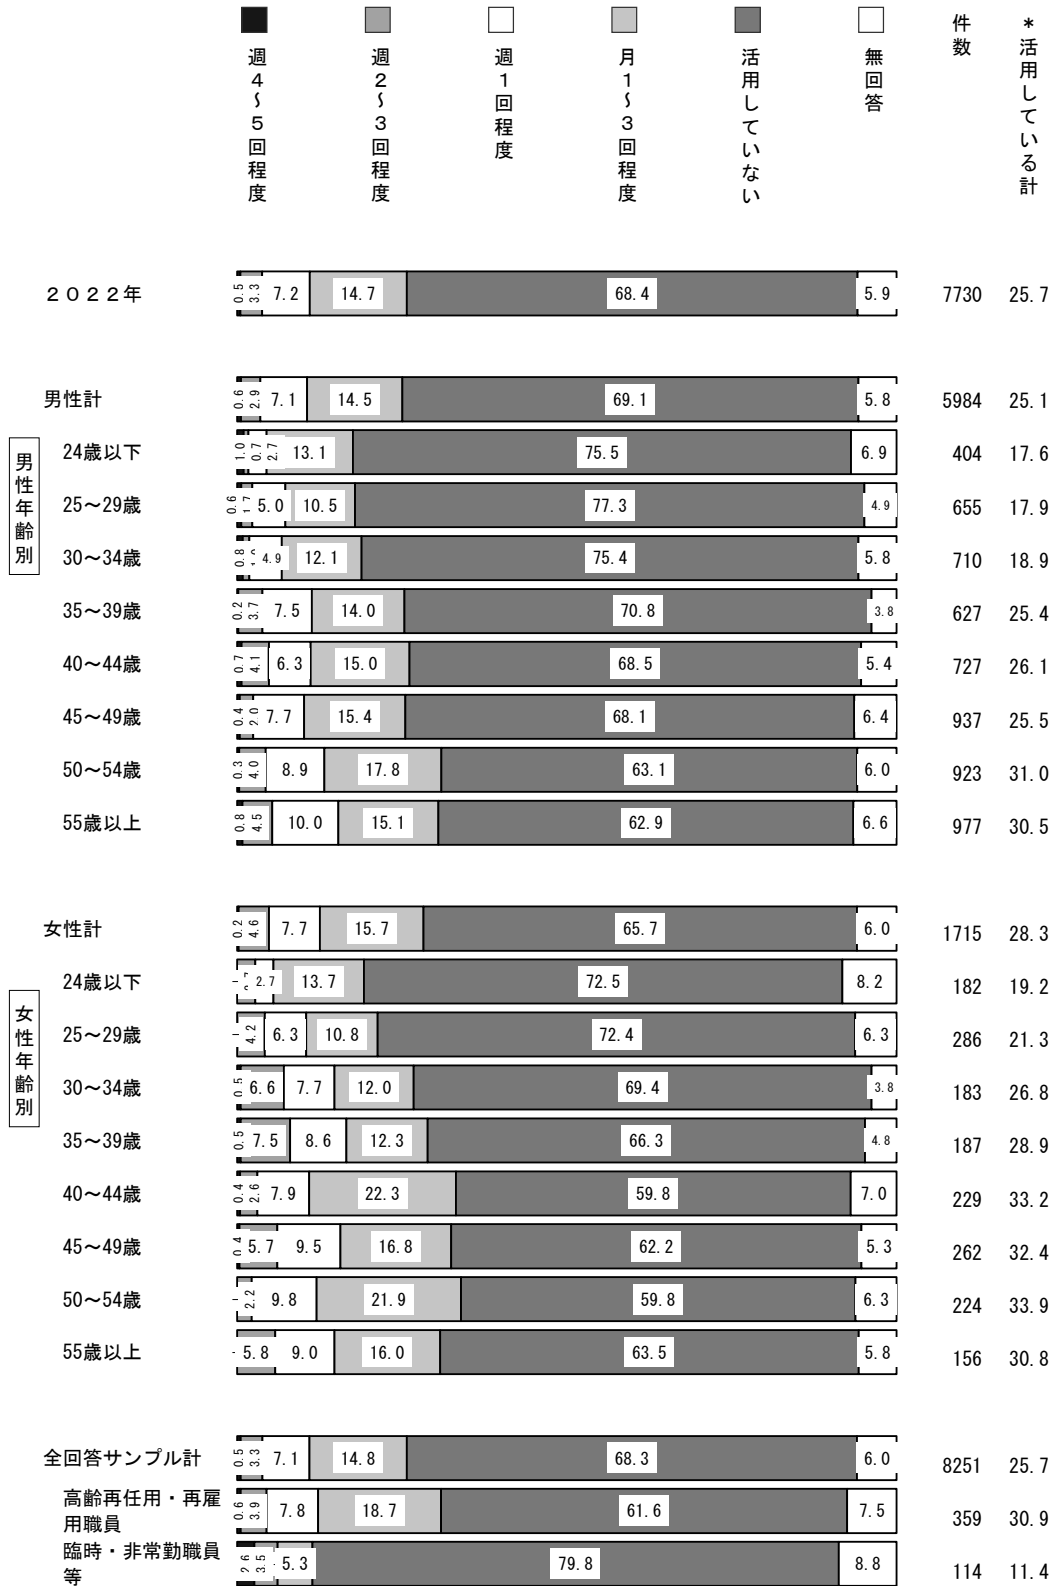 週4～5回程度
週2～3回程度
週1回程度
月1～3回程度
活用していない
無回答
件数
*活用している計
2022年 0.5 3.3 7.2 14.7 68.4 5.9 7730 25.7
男性計 0.6 2.9 7.1 14.5 69.1 5.8 5984 25.1
男性年齢別
24歳以下 1.0 0.7 2.7 13.1 75.5 6.9 404 17.6
25～29歳 0.6 1.7 5.0 10.5 77.3 4.9 655 17.9
30～34歳 0.8 4.9 12.1 75.4 5.8 710 18.9
35～39歳 0.2 3.7 7.5 14.0 70.8 3.8 627 25.4
40～44歳 0.7 4.1 6.3 15.0 68.5 5.4 727 26.1
45～49歳 0.4 2.0 7.7 15.4 68.1 6.4 937 25.5
50～54歳 0.3 4.0 8.9 17.8 63.1 6.0 923 31.0
55歳以上 0.8 4.5 10.0 15.1 62.9 6.6 977 30.5
女性計 0.2 4.6 7.7 15.7 65.7 6.0 1715 28.3
女性年齢別
24歳以下 - 2.7 13.7 72.5 8.2 182 19.2
25～29歳 - 4.2 6.3 10.8 72.4 6.3 286 21.3
30～34歳 0.5 6.6 7.7 12.0 69.4 3.8 183 26.8
35～39歳 0.5 7.5 8.6 12.3 66.3 4.8 187 28.9
40～44歳 0.4 2.6 7.9 22.3 59.8 7.0 229 33.2
45～49歳 0.4 5.7 9.5 16.8 62.2 5.3 262 32.4
50～54歳 - 2.2 9.8 21.9 59.8 6.3 224 33.9
55歳以上 - 5.8 9.0 16.0 63.5 5.8 156 30.8
全回答サンプル計 0.5 3.3 7.1 14.8 68.3 6.0 8251 25.7
高齢再任用・再雇
用職員 0.6 3.9 7.8 18.7 61.6 7.5 359 30.9
臨時・非常勤職員
等 2.6 3.5 5.3 79.8 8.8 114 11.4